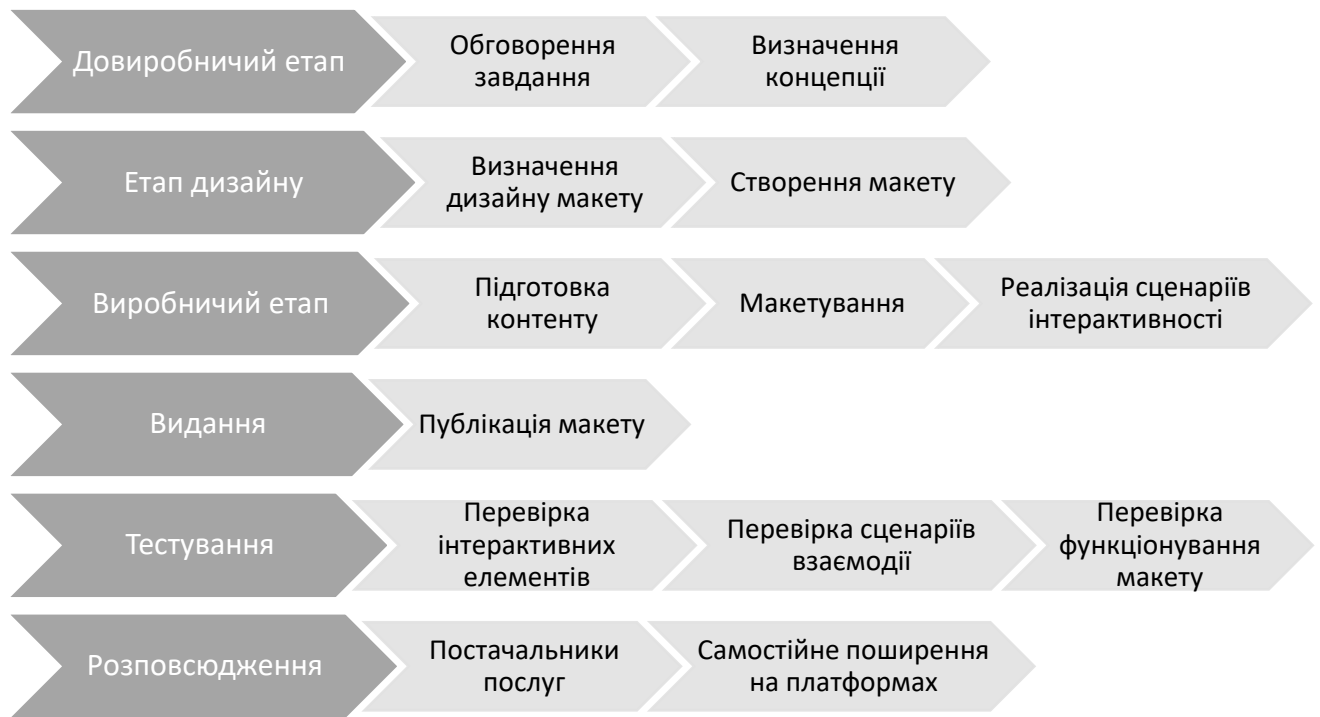 Довиробничий етап
Обговорення
завдання
Визначення
концепції
Етап дизайну
Визначення
дизайну макету
Створення макету
Виробничий етап
Підготовка
контенту
Макетування
Реалізація сценаріїв
інтерактивності
Видання
Публікація макету
Тестування
Перевірка
інтерактивних
елементів
Перевірка сценаріїв
взаємодії
Перевірка
функціонування
макету
Розповсюдження
Постачальники
послуг
Самостійне поширення
на платформах